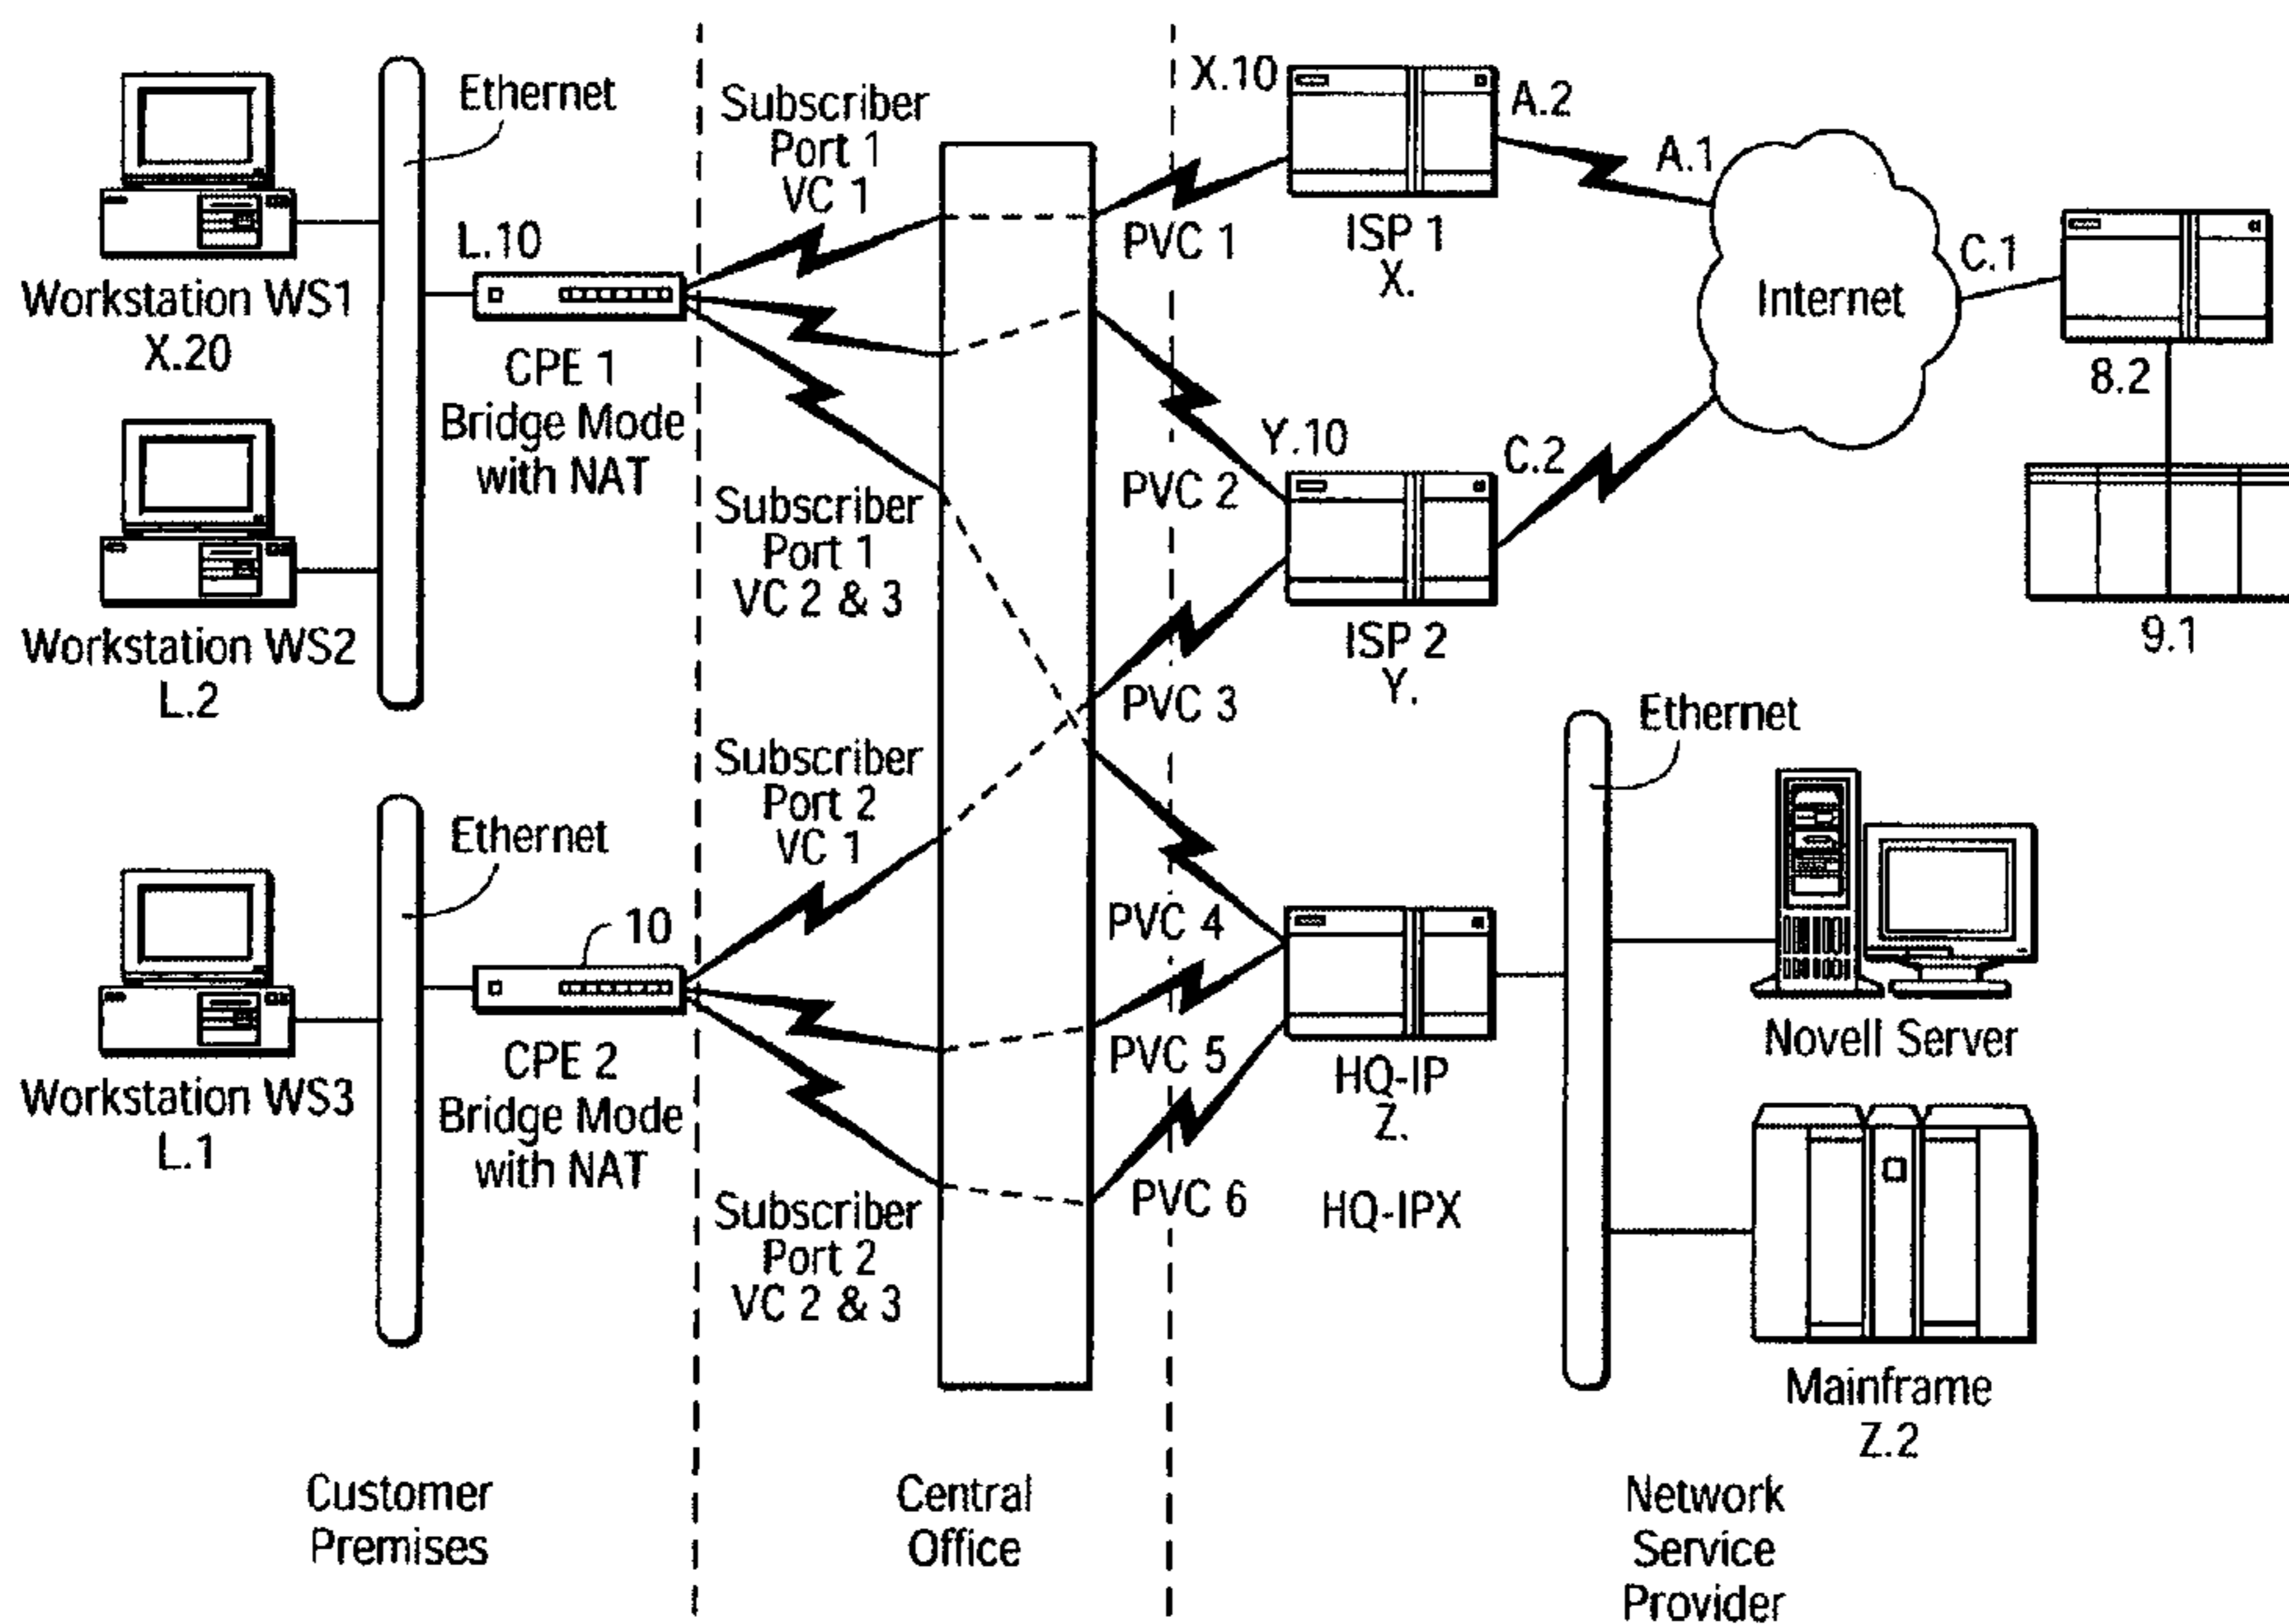 Workstation WS1
X.20
Workstation WS2
L.2
Ethernet
L.10
CPE 1
Bridge Mode
with NAT
Subscriber
Port 1
VC 1
Subscriber
Port 1
VC 2 & 3
X.10
ISP 1
X.
A.2
A.1
PVC 1
Internet
C.1
8.2
9.1
PVC 2
Y.10
C.2
ISP 2
Y.
PVC 3
Workstation WS3
L.1
Ethernet
10
CPE 2
Bridge Mode
with NAT
Subscriber
Port 2
VC 1
Subscriber
Port 2
VC 2 & 3
PVC 4
PVC 5
PVC 6
HQ-IP
Z.
HQ-IPX
Ethernet
Novell Server
Mainframe
Z.2
Customer
Premises
Central
Office
Network
Service
Provider